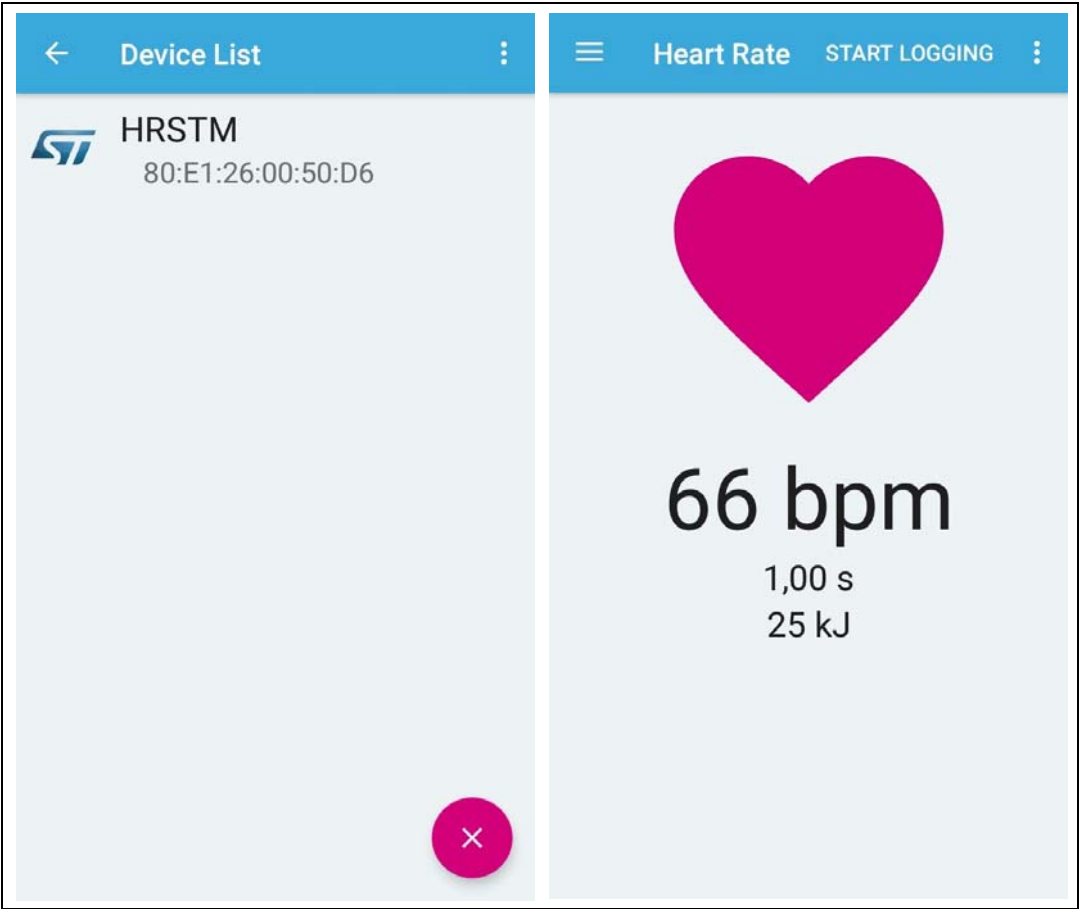 Device List
ST
HRSTM
80:E1:26:00:50:D6
Heart Rate START LOGGING
66 bpm
1,00 s
25 kJ